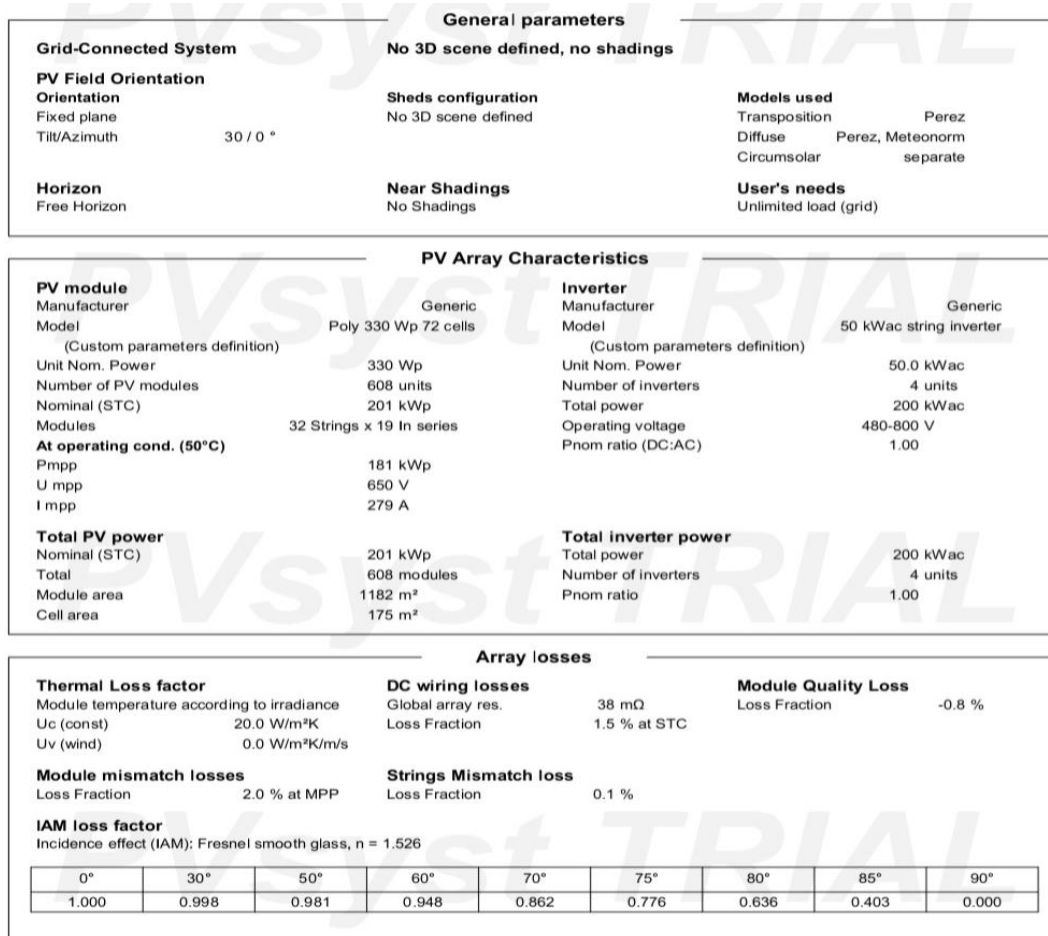 PVsyst TRIAL
General parameters
Grid-Connected System No 3D scene defined, no shadings
PV Field Orientation
Orientation Sheds configuration Models used
Fixed plane No 3D scene defined Transposition Perez
Tilt/Azimuth 30 / 0 ° Diffuse Perez, Meteonorm
Circumsolar separate
Horizon Near Shadings User's needs
Free Horizon No Shadings Unlimited load (grid)
PVsyst TRIAL
PV Array Characteristics
PV module Inverter
Manufacturer Generic Manufacturer Generic
Model Poly 330 Wp 72 cells Model 50 kWac string inverter
(Custom parameters definition) (Custom parameters definition)
Unit Nom. Power 330 Wp Unit Nom. Power 50.0 kWac
Number of PV modules 608 units Number of inverters 4 units
Nominal (STC) 201 kWp Total power 200 kWac
Modules 32 Strings x 19 In series Operating voltage 480-800 V
At operating cond. (50°C) Pnom ratio (DC:AC) 1.00
Pmpp 181 kWp
U mpp 650 V
I mpp 279 A
PVsyst TRIAL
Total PV power Total inverter power
Nominal (STC) 201 kWp Total power 200 kWac
Total 608 modules Number of inverters 4 units
Module area 1182 m² Pnom ratio 1.00
Cell area 175 m²
Array losses
Thermal Loss factor DC wiring losses Module Quality Loss
Module temperature according to irradiance Global array res. 38 mΩ Loss Fraction -0.8 %
Uc (const) 20.0 W/m²K Loss Fraction 1.5 % at STC
Uv (wind) 0.0 W/m²K/m/s
Module mismatch losses Strings Mismatch loss
Loss Fraction 2.0 % at MPP Loss Fraction 0.1 %
PVsyst TRIAL
IAM loss factor
Incidence effect (IAM): Fresnel smooth glass, n = 1.526
0° 30° 50° 60° 70° 75° 80° 85° 90°
1.000 0.998 0.981 0.948 0.862 0.776 0.636 0.403 0.000